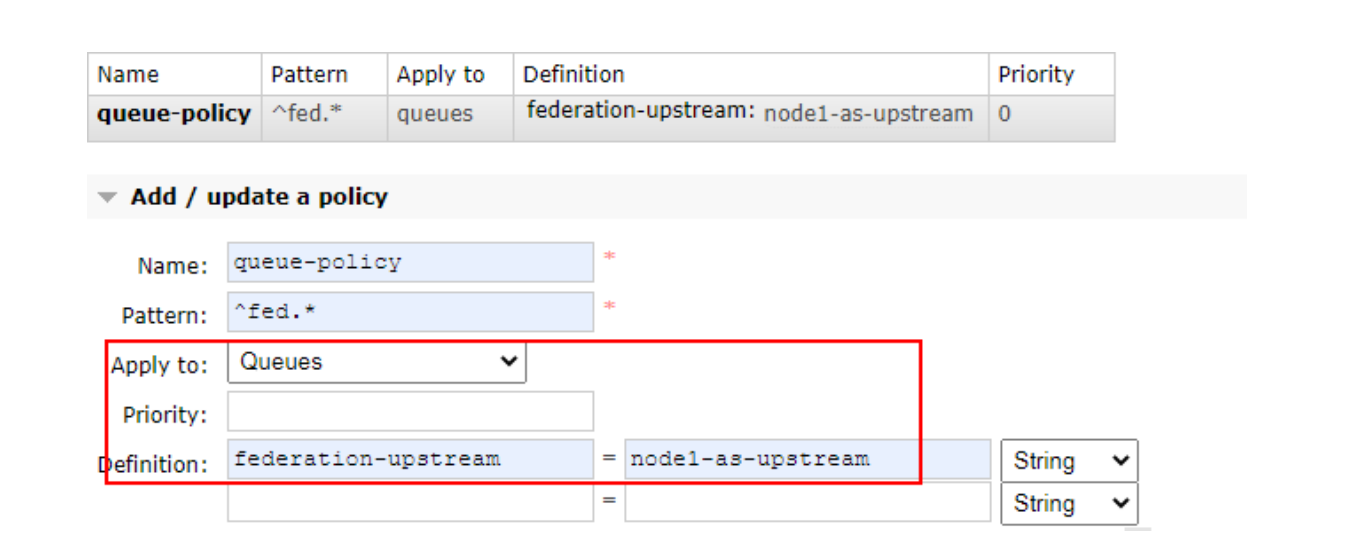 Name Pattern Apply to Definition Priority
queue-policy ^fed.* queues federation-upstream: node1-as-upstream 0
Add / update a policy
Name: queue-policy *
Pattern: ^fed.* *
Apply to: Queues
Priority:
Definition: federation-upstream = node1-as-upstream String
= String